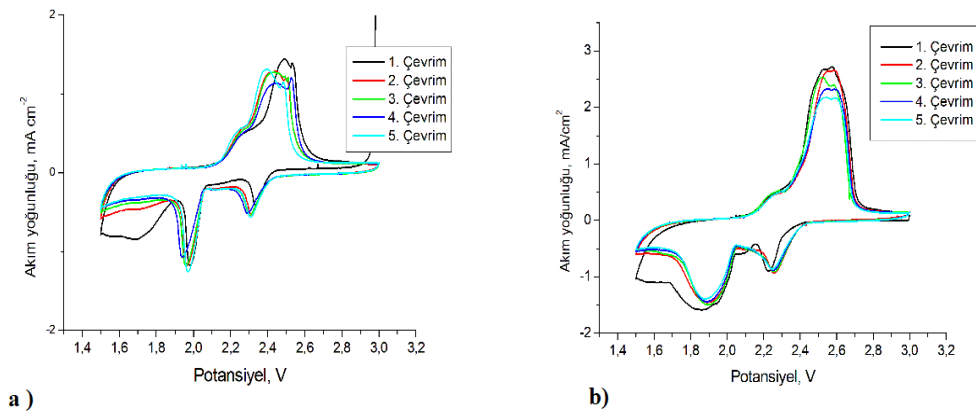 2
1. Çevrim
2. Çevrim
3. Çevrim
4. Çevrim
5. Çevrim
0
-2
Akım yoğunluğu, mA cm⁻²
1,4 1,6 1,8 2,0 2,2 2,4 2,6 2,8 3,0 3,2
Potansiyel, V
a )
3
2
1
0
-1
-2
1. Çevrim
2. Çevrim
3. Çevrim
4. Çevrim
5. Çevrim
Akım yoğunluğu, mA/cm²
1,4 1,6 1,8 2,0 2,2 2,4 2,6 2,8 3,0 3,2
Potansiyel, V
b)